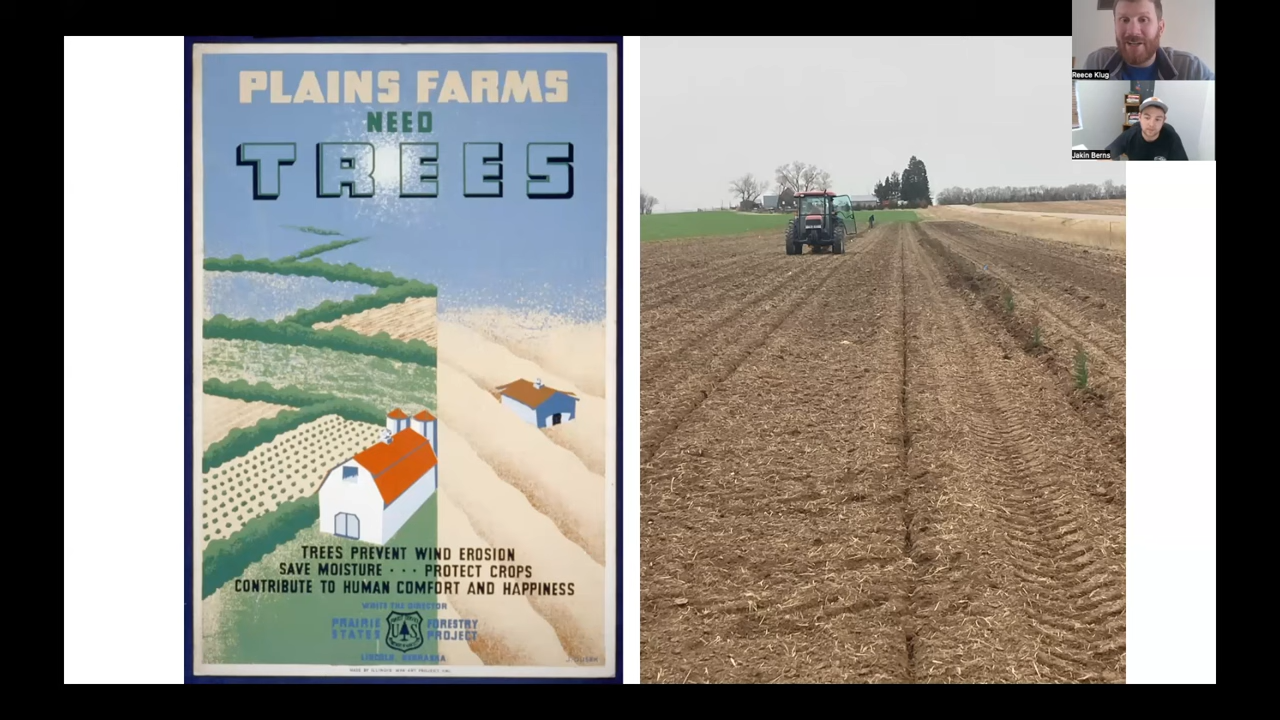 PLAINS FARMS
NEED
TREES
TREES PREVENT WIND EROSION
SAVE MOISTURE · · · PROTECT CROPS
CONTRIBUTE TO HUMAN COMFORT AND HAPPINESS
WRITE THE DIRECTOR
PRAIRIE STATES FORESTRY PROJECT
U S
LINCOLN, NEBRASKA
Reece Klug
Jakin Berns